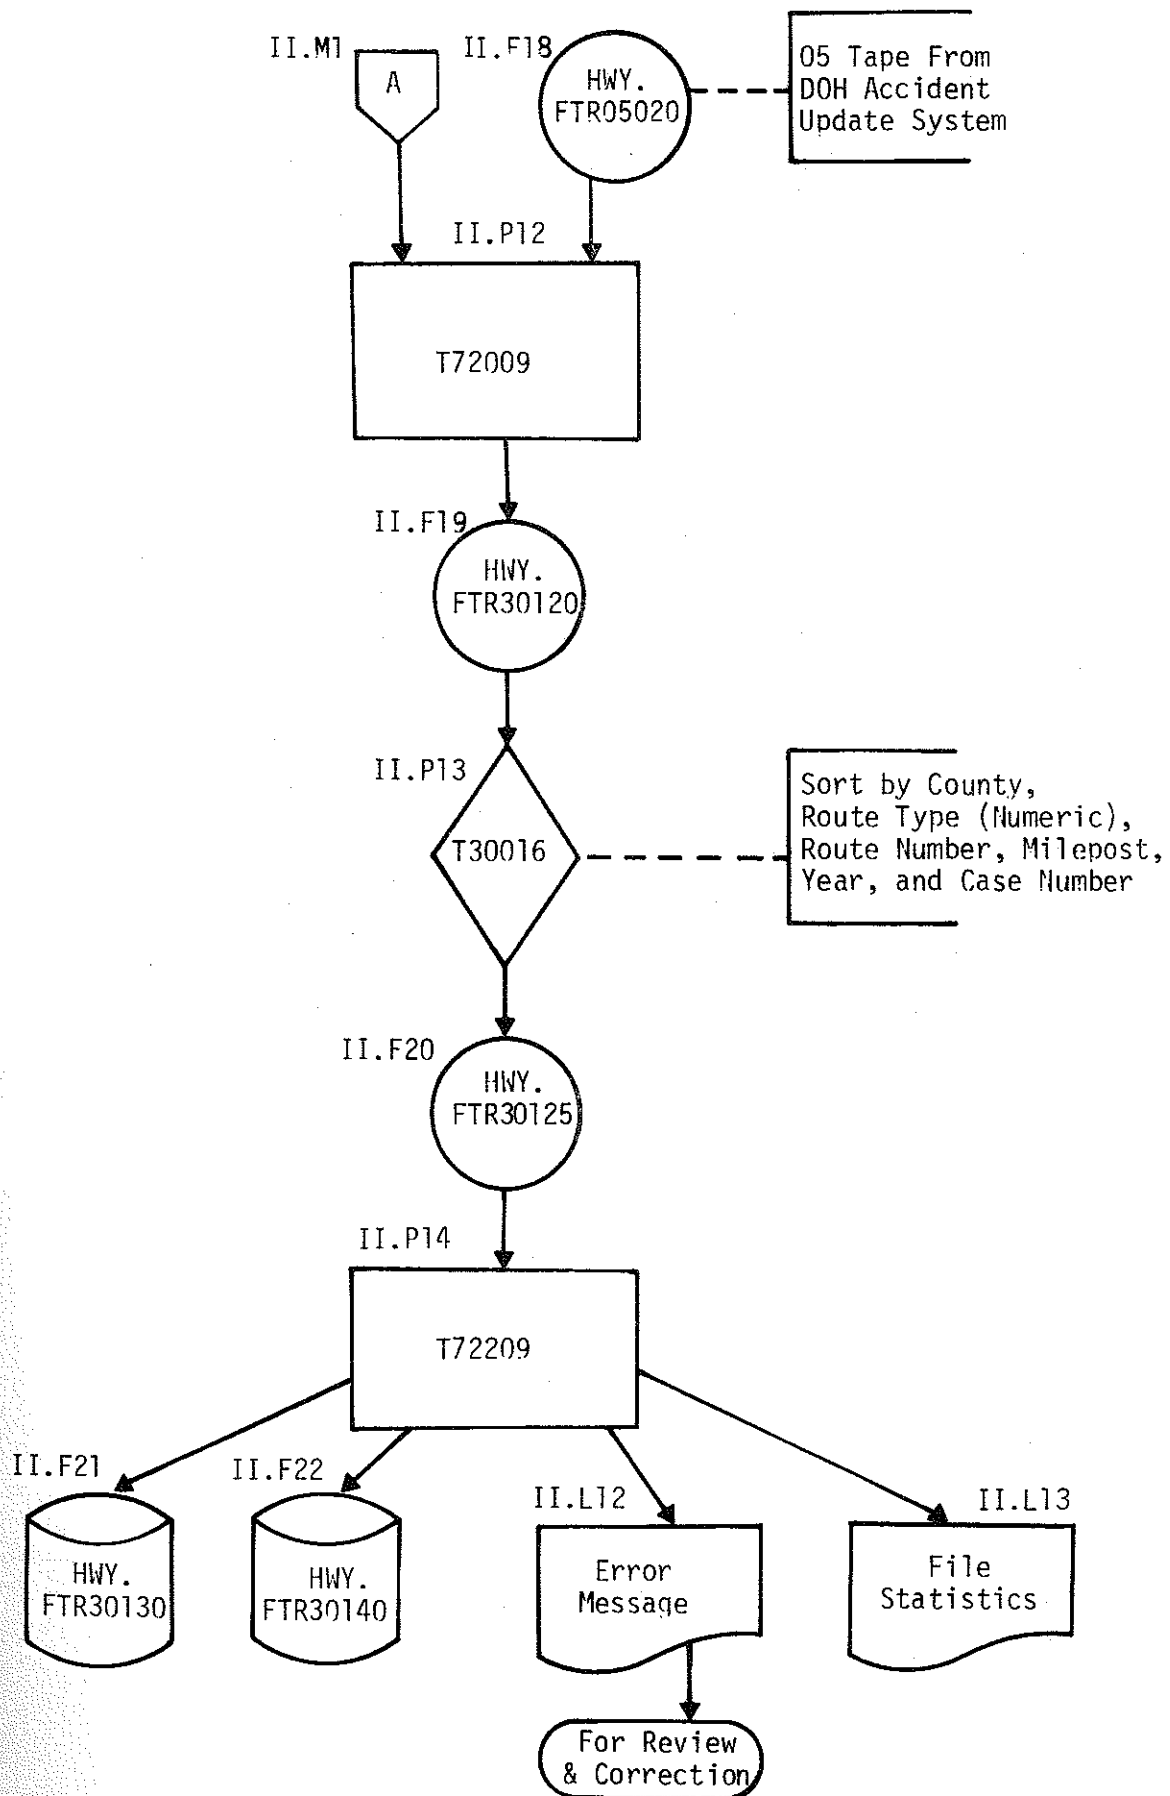 II.M1
A
II.F18
HWY.
FTR05020
05 Tape From
DOH Accident
Update System
II.P12
T72009
II.F19
HWY.
FTR30120
II.P13
T30016
Sort by County,
Route Type (Numeric),
Route Number, Milepost,
Year, and Case Number
II.F20
HWY.
FTR30125
II.P14
T72209
II.F21
HWY.
FTR30130
II.F22
HWY.
FTR30140
II.L12
Error
Message
II.L13
File
Statistics
For Review
& Correction